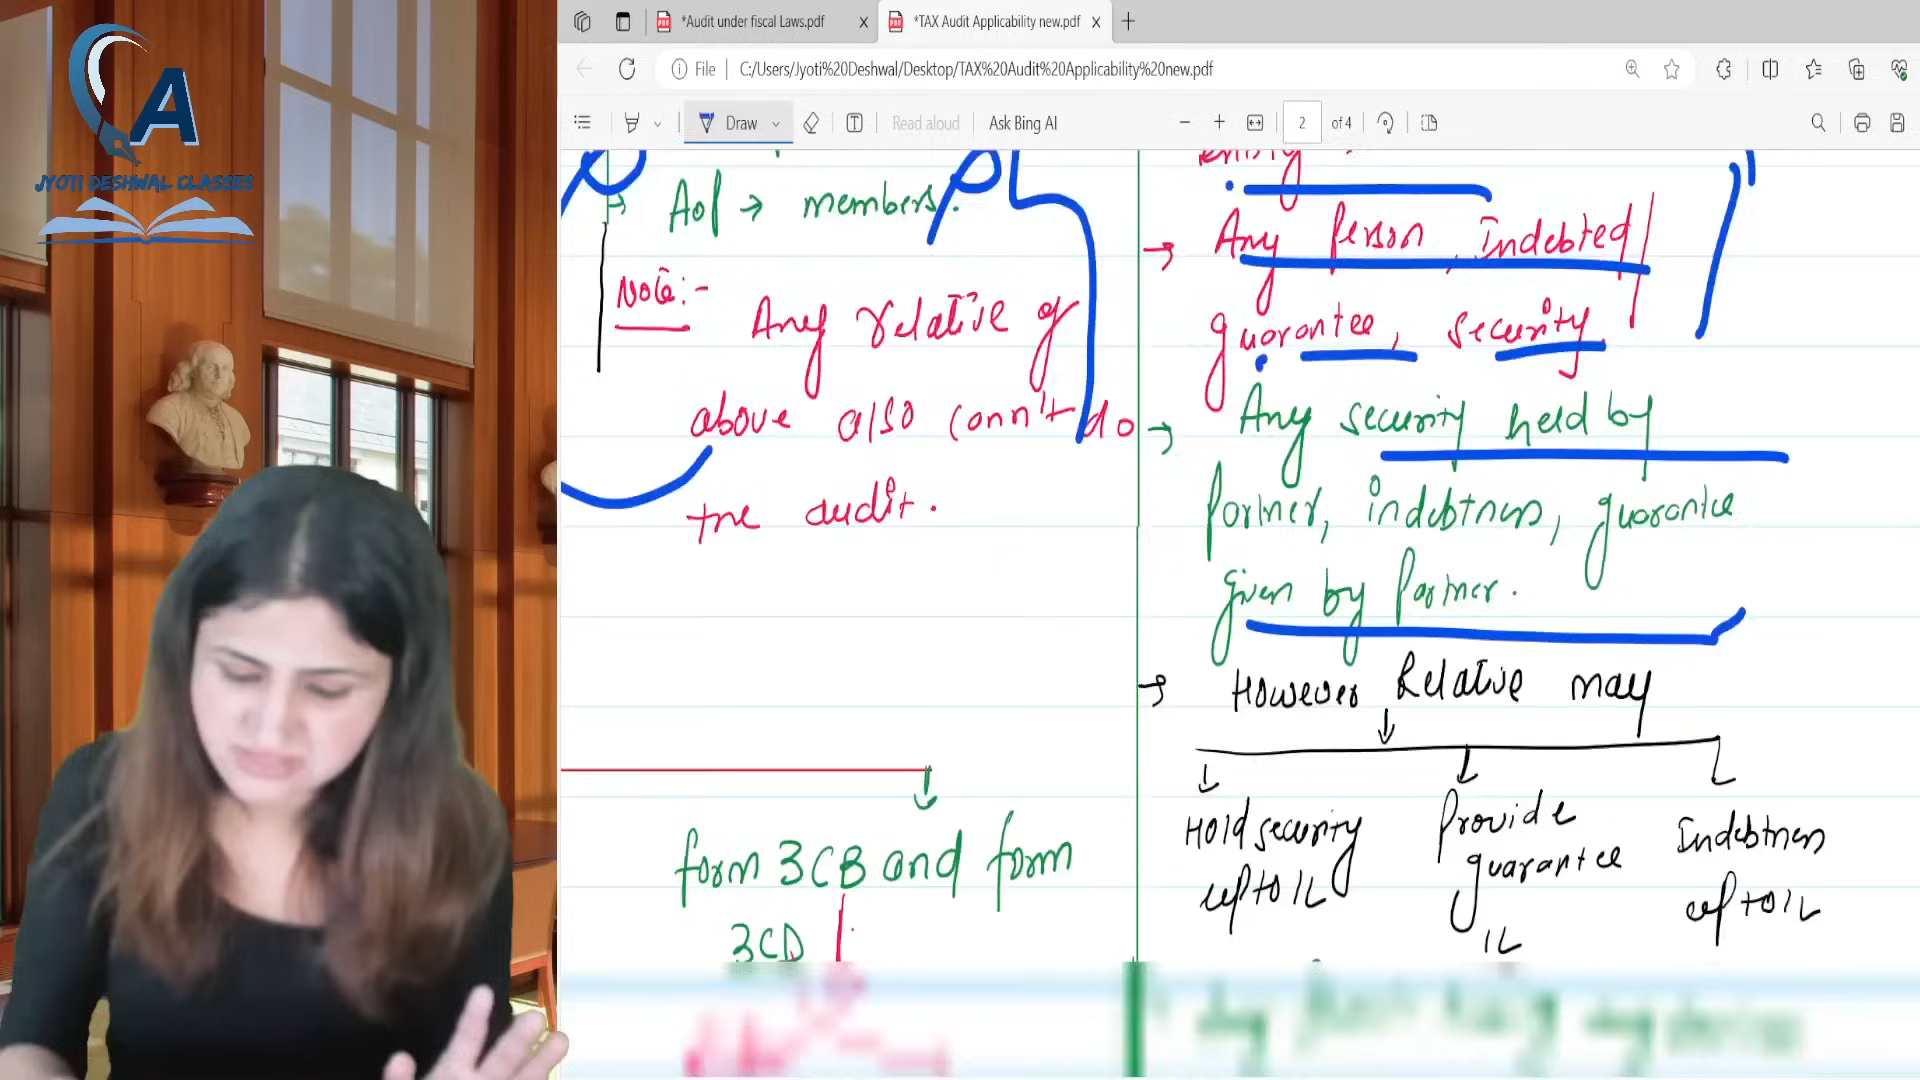 CA
JYOTI DESHWAL CLASSES
*Audit under fiscal Laws.pdf
*TAX Audit Applicability new.pdf
File
C:/Users/Jyoti%20Deshwal/Desktop/TAX%20Audit%20Applicability%20new.pdf
Draw
Read aloud
Ask Bing AI
2 of 4
→ AoP → members.
Note:-
Any relative of
above also cann't do
the audit.
form 3CB and form
3CD
→ Any Person, Indebted
guarantee, security
→ Any security held by
Partner, indebtness, guarantee
given by Partner.
→ However Relative may
Hold security
upto 1L
Provide
guarantee
1L
Indebtness
upto 1L